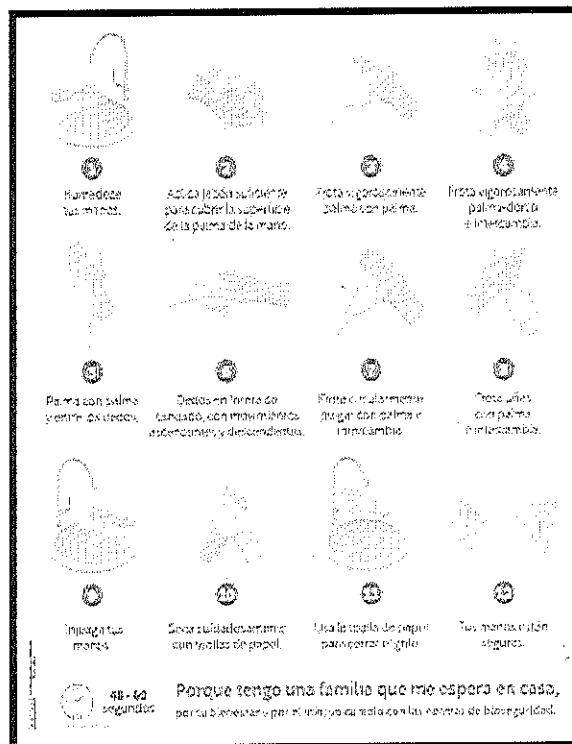 Humedece
tus manos.
Aplica jabón suficiente
para cubrir la superficie
de la palma de la mano.
Frota vigorosamente
palma con palma.
Frota vigorosamente
palma-dorso
e intercambia.
Palma con palma
y entre los dedos.
Dedos en forma de
candado, con movimientos
ascendentes y descendentes.
Frota circularmente
pulgar con palma e
intercambia.
Frota uñas
con palma
e intercambia.
Enjuaga tus
manos.
Seca cuidadosamente
con toallas de papel.
Usa la toalla de papel
para cerrar el grifo.
Tus manos están
seguras.
40 - 60
segundos
Porque tengo una familia que me espera en casa,
por tu bienestar y por el mío, yo cumplo con las normas de bioseguridad.